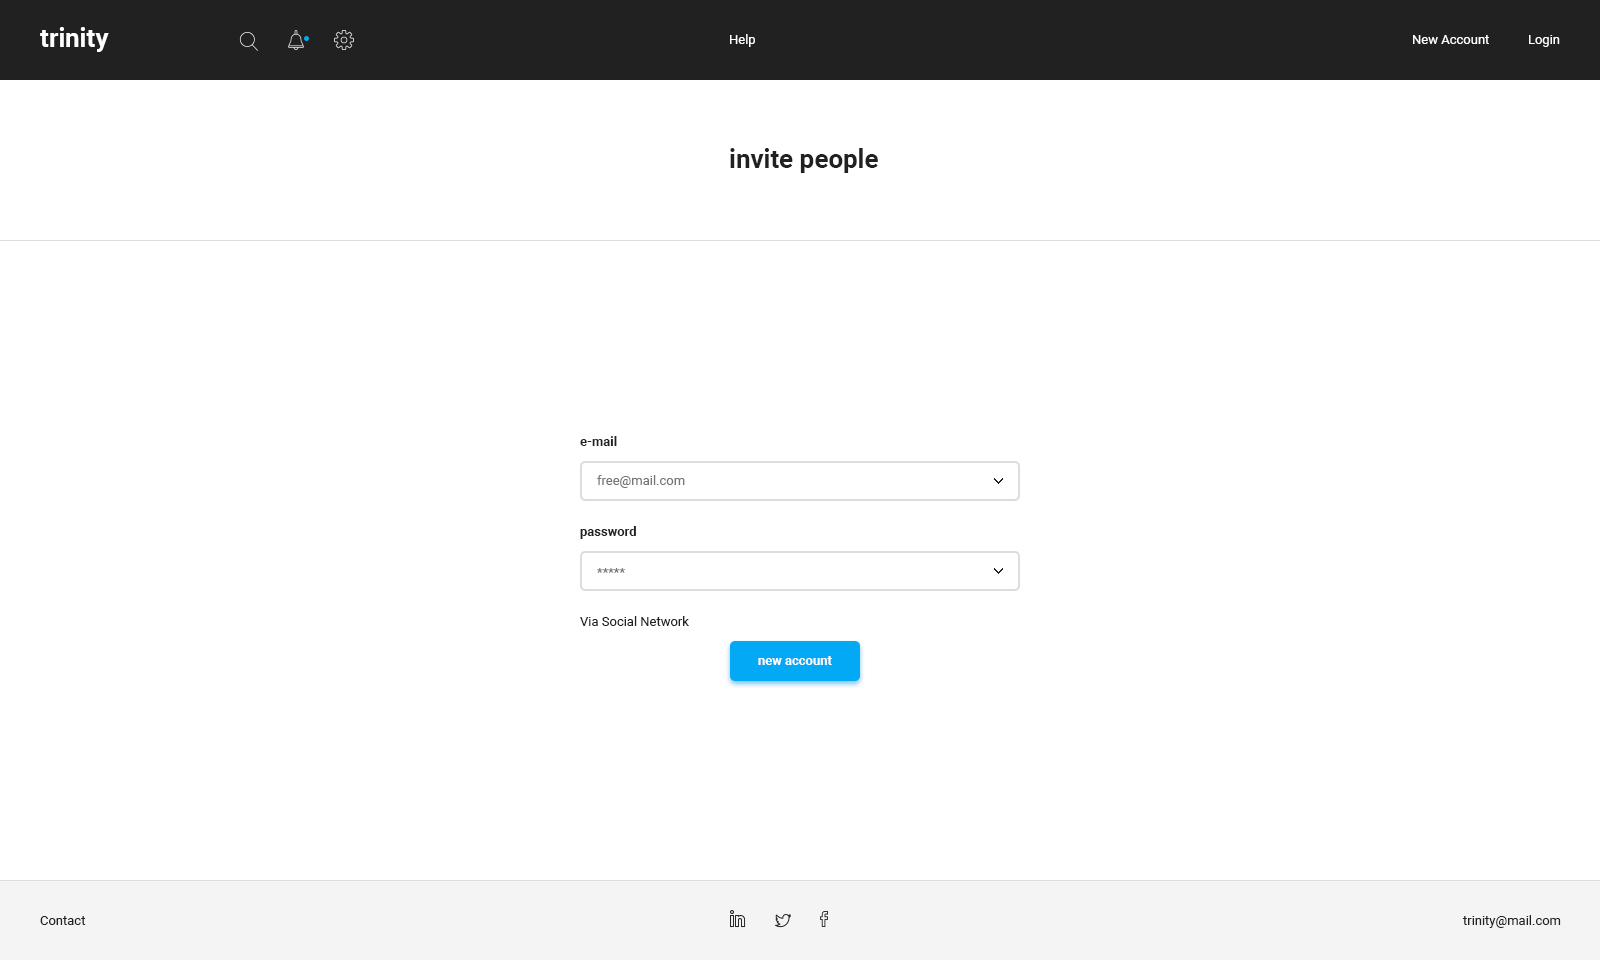 trinity
Help
New Account
Login
invite people
e-mail
free@mail.com
password
*****
Via Social Network
new account
Contact
trinity@mail.com